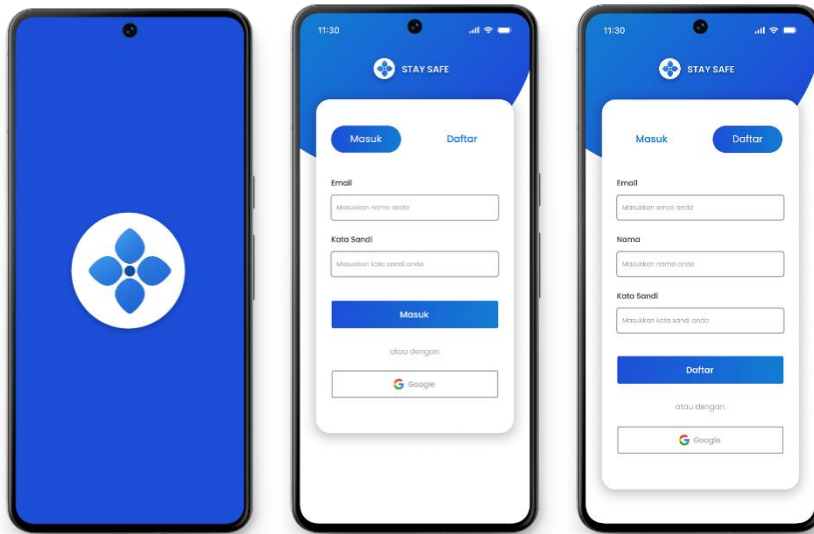 11:30
STAY SAFE
Masuk Daftar
Email
Masukkan nama anda
Kata Sandi
Masukkan kata sandi anda
Masuk
atau dengan
Google
11:30
STAY SAFE
Masuk Daftar
Email
Masukkan email anda
Nama
Masukkan nama anda
Kata Sandi
Masukkan kata sandi anda
Daftar
atau dengan
Google